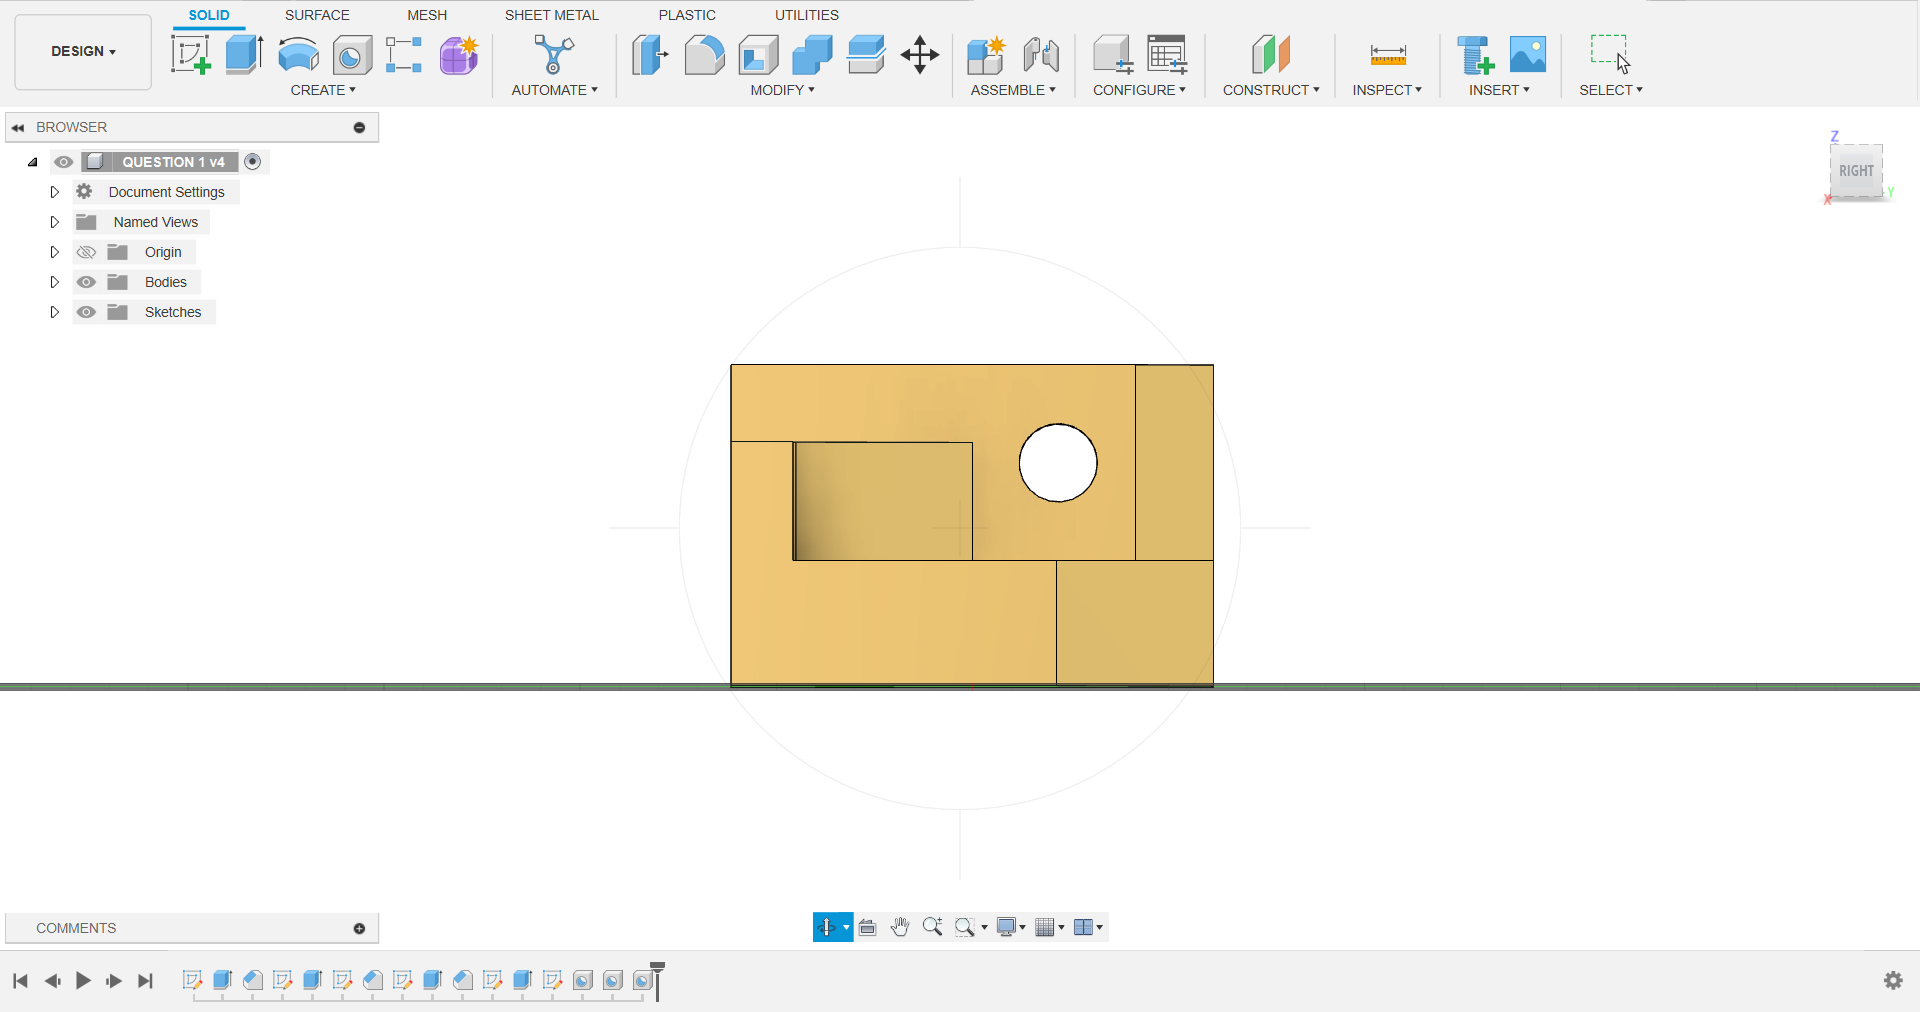 SOLID SURFACE MESH SHEET METAL PLASTIC UTILITIES
DESIGN
CREATE AUTOMATE MODIFY ASSEMBLE CONFIGURE CONSTRUCT INSPECT INSERT SELECT
BROWSER
QUESTION 1 v4
Document Settings
Named Views
Origin
Bodies
Sketches
Z
RIGHT
Y
X
COMMENTS